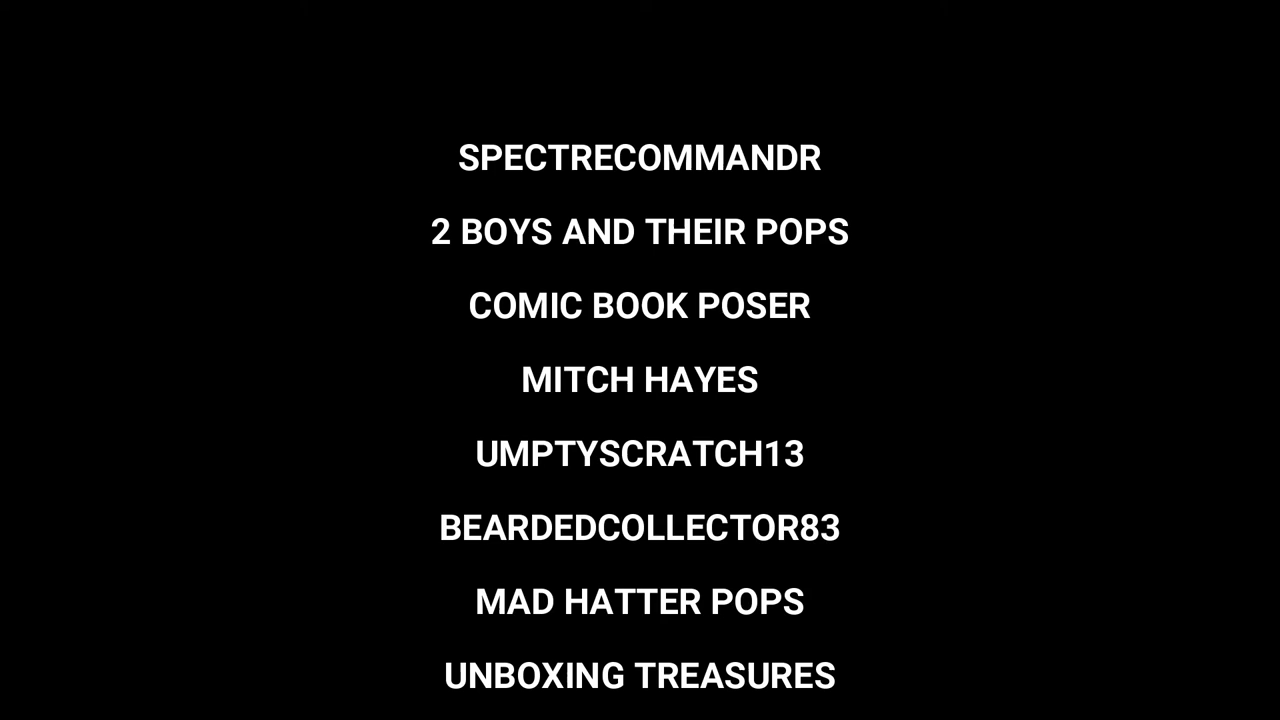 SPECTRECOMMANDR
2 BOYS AND THEIR POPS
COMIC BOOK POSER
MITCH HAYES
UMPTYSCRATCH13
BEARDEDCOLLECTOR83
MAD HATTER POPS
UNBOXING TREASURES